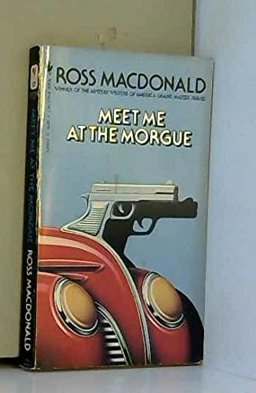 ROSS MACDONALD
WINNER OF THE MYSTERY WRITERS OF AMERICA GRAND MASTER AWARD
MEET ME
AT THE MORGUE
MEET ME AT THE MORGUE ROSS MACDONALD